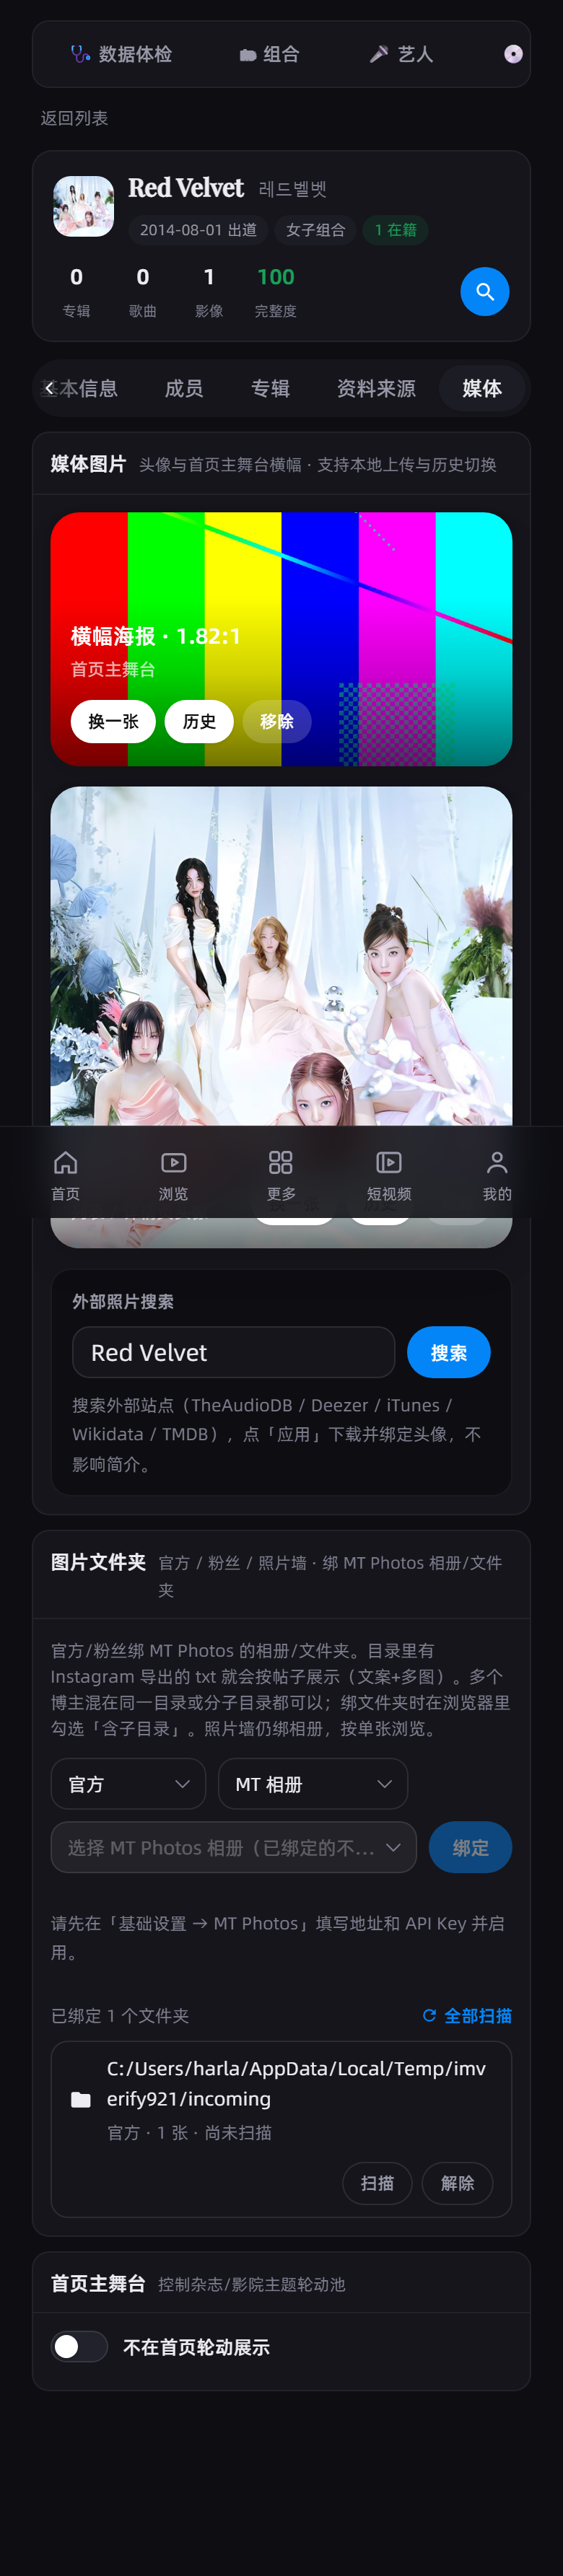 数据体检
组合
艺人
返回列表
Red Velvet 레드벨벳
2014-08-01 出道 女子组合 1 在籍
0 0 1 100
专辑 歌曲 影像 完整度
基本信息 成员 专辑 资料来源 媒体
媒体图片 头像与首页主舞台横幅 · 支持本地上传与历史切换
横幅海报 · 1.82:1
首页主舞台
换一张 历史 移除
首页 浏览 更多 短视频 我的
外部照片搜索
Red Velvet 搜索
搜索外部站点（TheAudioDB / Deezer / iTunes /
Wikidata / TMDB），点「应用」下载并绑定头像，不
影响简介。
图片文件夹 官方 / 粉丝 / 照片墙 · 绑 MT Photos 相册/文件
夹
官方/粉丝绑 MT Photos 的相册/文件夹。目录里有
Instagram 导出的 txt 就会按帖子展示（文案+多图）。多个
博主混在同一目录或分子目录都可以；绑文件夹时在浏览器里
勾选「含子目录」。照片墙仍绑相册，按单张浏览。
官方 MT 相册
选择 MT Photos 相册（已绑定的不... 绑定
请先在「基础设置 → MT Photos」填写地址和 API Key 并启
用。
已绑定 1 个文件夹 全部扫描
C:/Users/harla/AppData/Local/Temp/imv
erify921/incoming
官方 · 1 张 · 尚未扫描
扫描 解除
首页主舞台 控制杂志/影院主题轮动池
不在首页轮动展示